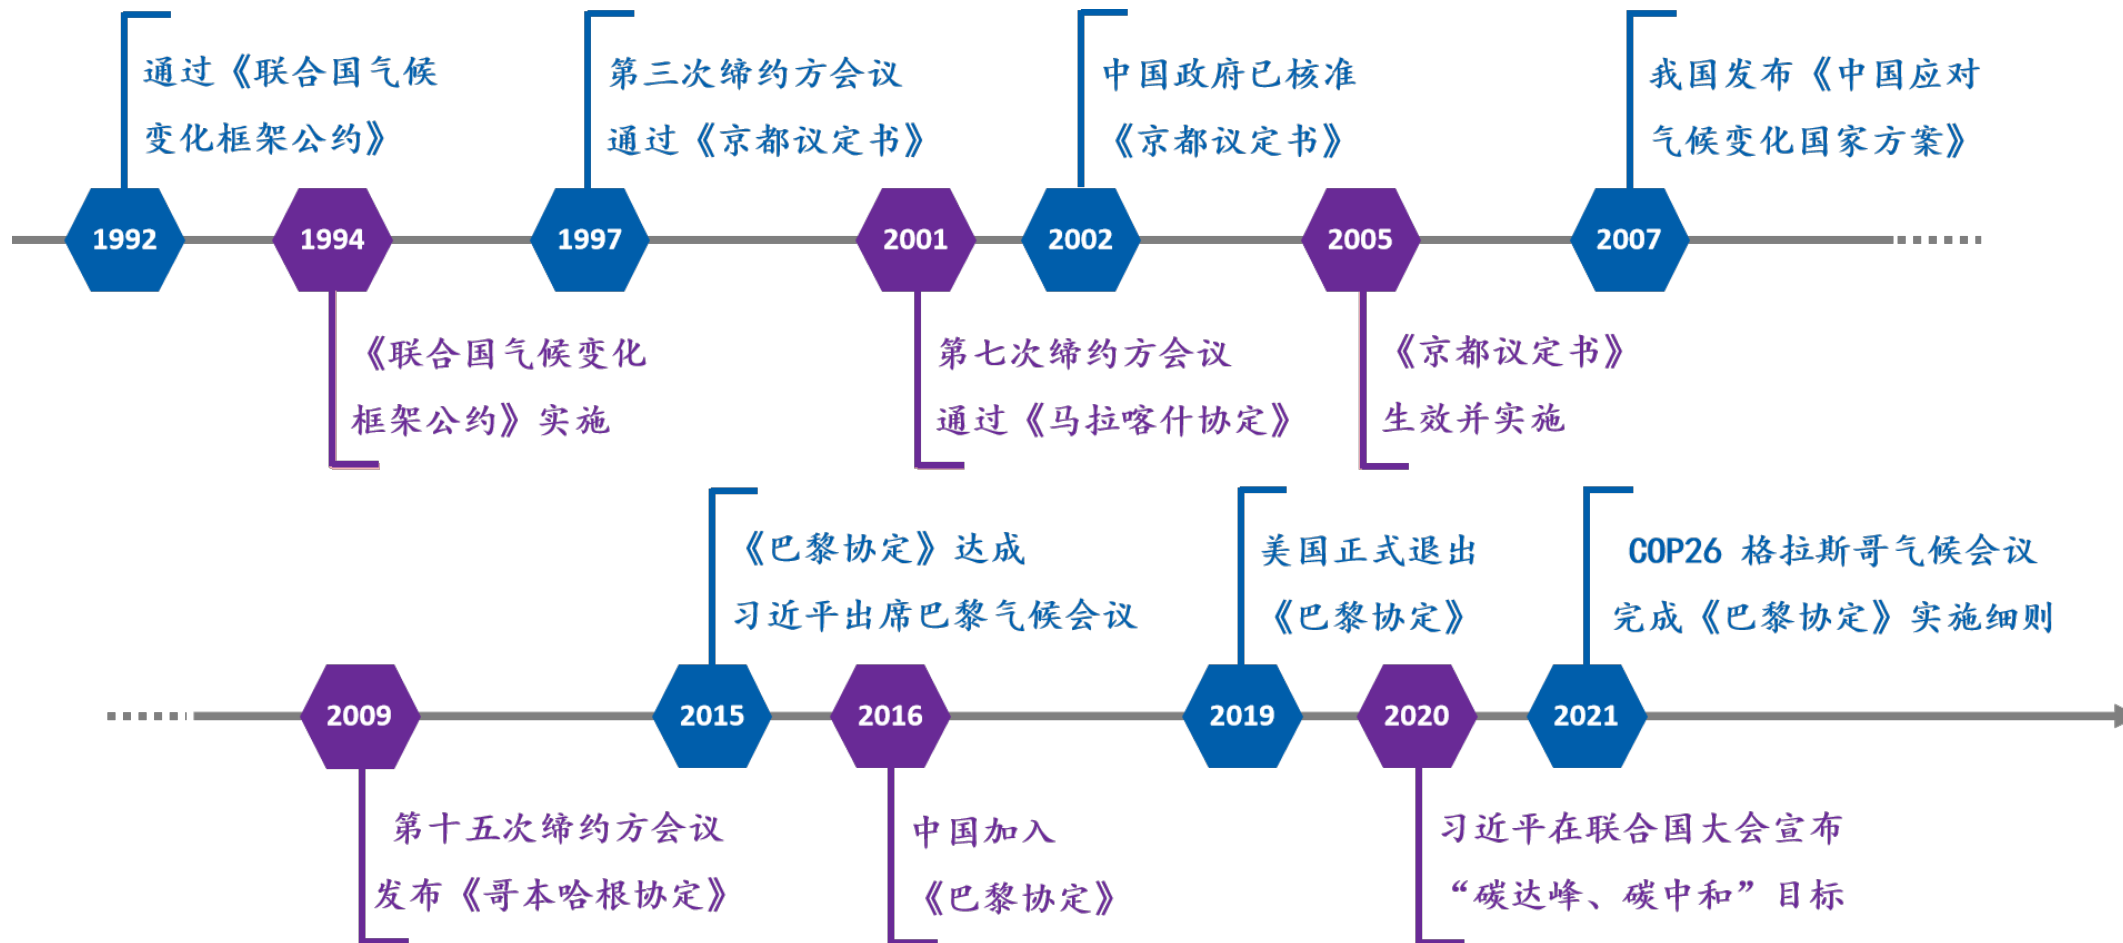 通过《联合国气候
变化框架公约》
第三次缔约方会议
通过《京都议定书》
中国政府已核准
《京都议定书》
我国发布《中国应对
气候变化国家方案》
1992
1994
1997
2001
2002
2005
2007
《联合国气候变化
框架公约》实施
第七次缔约方会议
通过《马拉喀什协定》
《京都议定书》
生效并实施
《巴黎协定》达成
习近平出席巴黎气候会议
美国正式退出
《巴黎协定》
COP26 格拉斯哥气候会议
完成《巴黎协定》实施细则
2009
2015
2016
2019
2020
2021
第十五次缔约方会议
发布《哥本哈根协定》
中国加入
《巴黎协定》
习近平在联合国大会宣布
“碳达峰、碳中和”目标